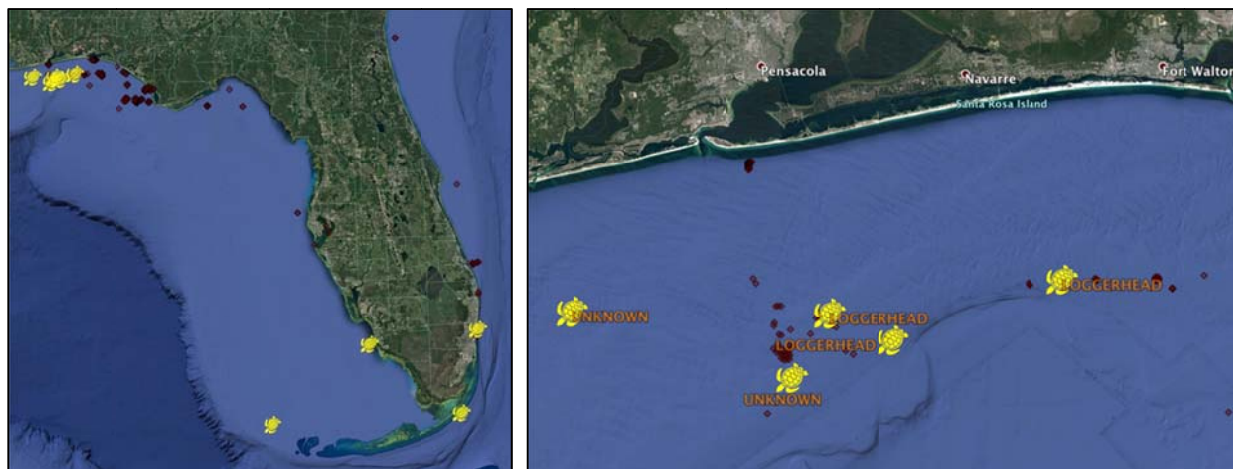 Pensacola
Navarre
Fort Walton
Santa Rosa Island
UNKNOWN
LOGGERHEAD
LOGGERHEAD
LOGGERHEAD
UNKNOWN